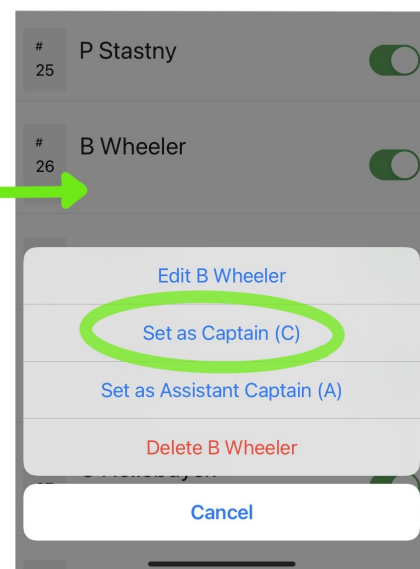 #
25
P Stastny
#
26
B Wheeler
Edit B Wheeler
Set as Captain (C)
Set as Assistant Captain (A)
Delete B Wheeler
Cancel